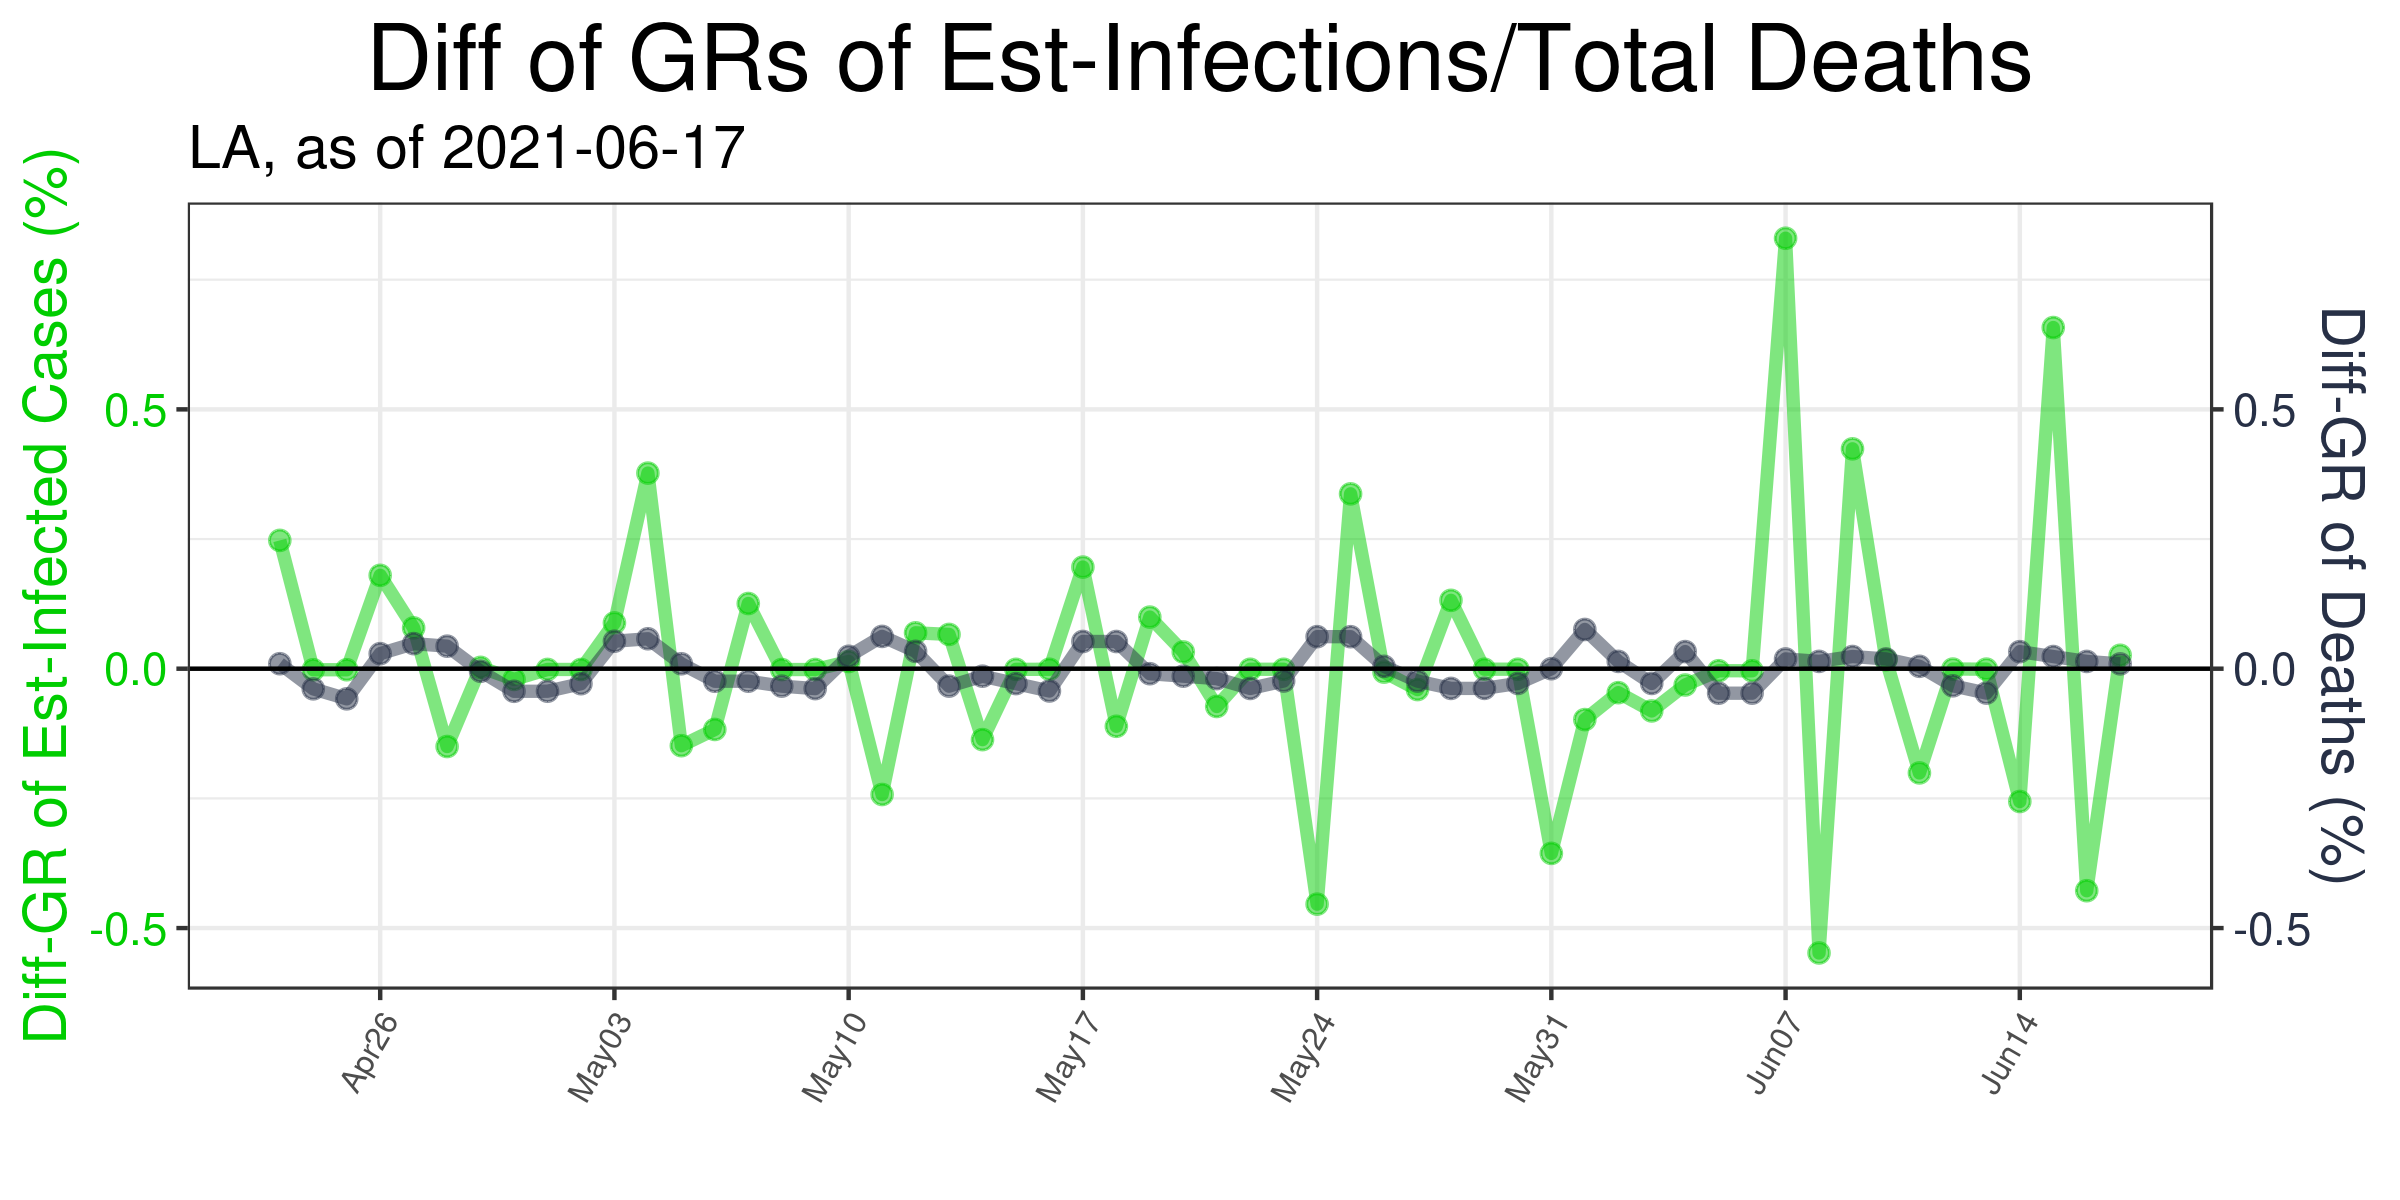 Diff of GRs of Est-Infections/Total Deaths
LA, as of 2021-06-17
Diff-GR of Est-Infected Cases (%)
0.5
0.0
-0.5
0.5
0.0
-0.5
Diff-GR of Deaths (%)
Apr26
May03
May10
May17
May24
May31
Jun07
Jun14